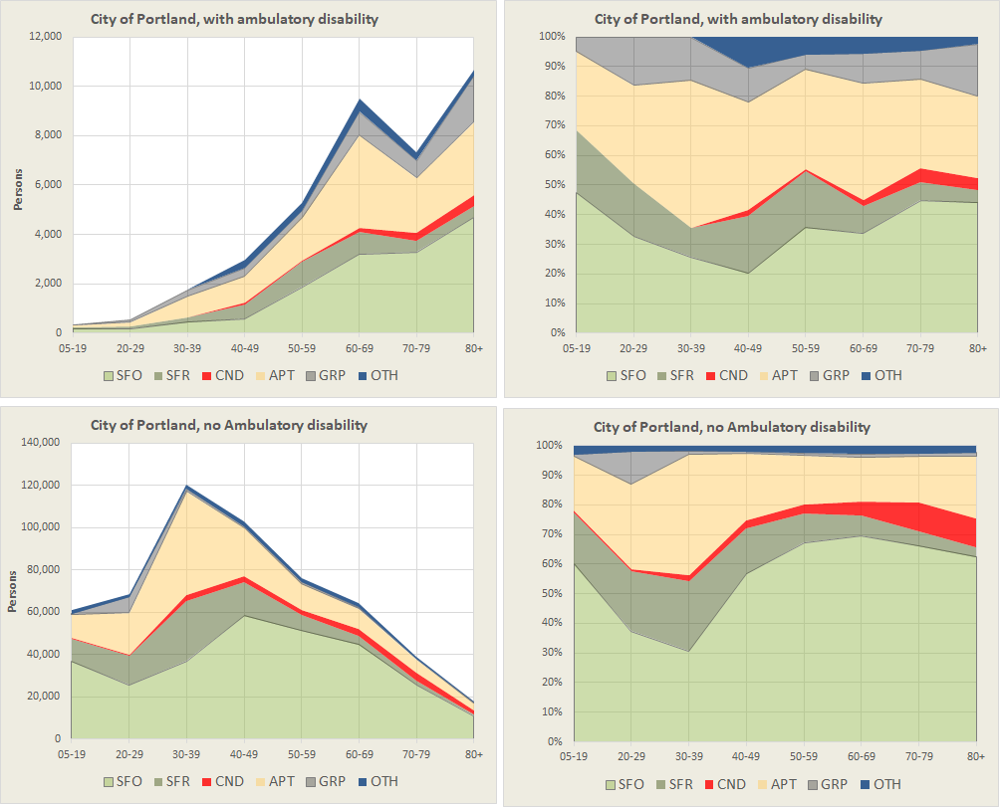 City of Portland, with ambulatory disability
12,000
10,000
8,000
6,000
4,000
2,000
0
Persons
05-19 20-29 30-39 40-49 50-59 60-69 70-79 80+
SFO SFR CND APT GRP OTH
City of Portland, with ambulatory disability
100%
90%
80%
70%
60%
50%
40%
30%
20%
10%
0%
05-19 20-29 30-39 40-49 50-59 60-69 70-79 80+
SFO SFR CND APT GRP OTH
City of Portland, no Ambulatory disability
140,000
120,000
100,000
80,000
60,000
40,000
20,000
0
Persons
05-19 20-29 30-39 40-49 50-59 60-69 70-79 80+
SFO SFR CND APT GRP OTH
City of Portland, no Ambulatory disability
100%
90%
80%
70%
60%
50%
40%
30%
20%
10%
0%
05-19 20-29 30-39 40-49 50-59 60-69 70-79 80+
SFO SFR CND APT GRP OTH